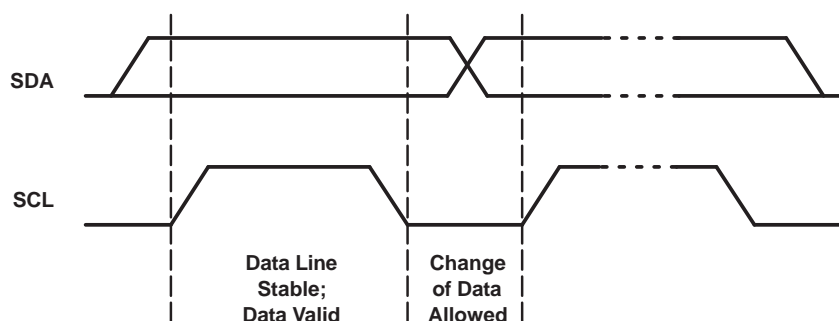 SDA
SCL
Data Line
Stable;
Data Valid
Change
of Data
Allowed